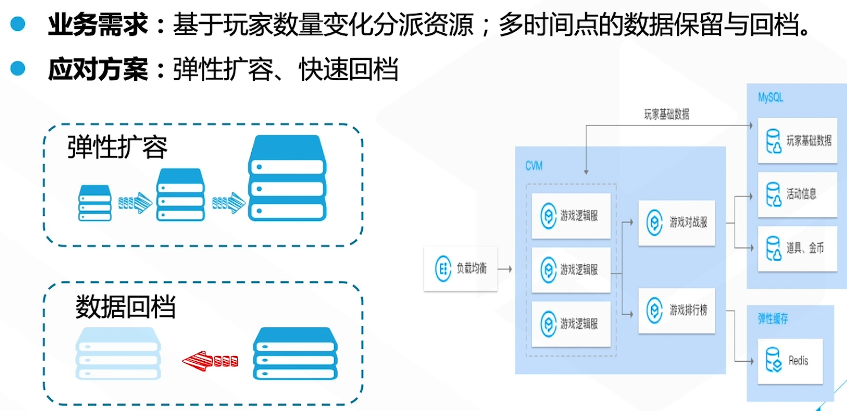 业务需求：基于玩家数量变化分派资源；多时间点的数据保留与回档。
应对方案：弹性扩容、快速回档
弹性扩容
数据回档
玩家基础数据
MySQL
玩家基础数据
活动信息
道具、金币
CVM
游戏逻辑服
游戏逻辑服
游戏逻辑服
游戏对战服
游戏排行榜
负载均衡
弹性缓存
Redis